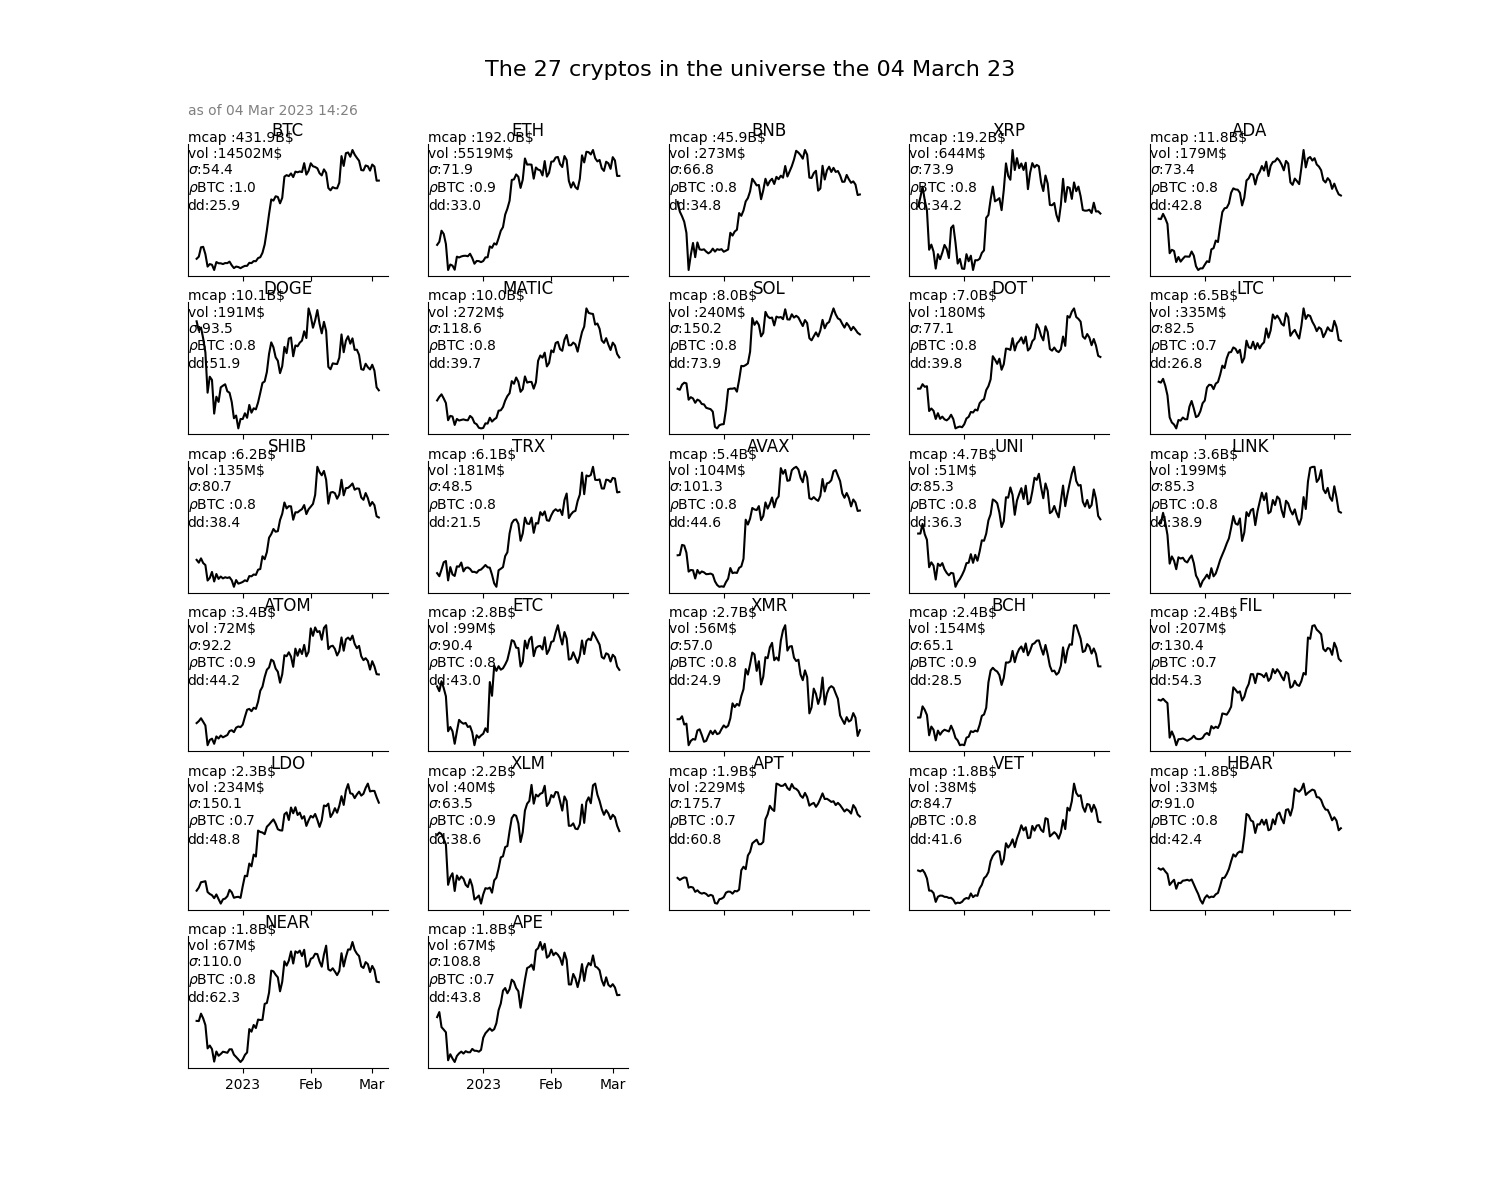 The 27 cryptos in the universe the 04 March 23
as of 04 Mar 2023 14:26
BTC
mcap :431.9B$
vol :14502M$
σ:54.4
ρBTC :1.0
dd:25.9
ETH
mcap :192.0B$
vol :5519M$
σ:71.9
ρBTC :0.9
dd:33.0
BNB
mcap :45.9B$
vol :273M$
σ:66.8
ρBTC :0.8
dd:34.8
XRP
mcap :19.2B$
vol :644M$
σ:73.9
ρBTC :0.8
dd:34.2
ADA
mcap :11.8B$
vol :179M$
σ:73.4
ρBTC :0.8
dd:42.8
DOGE
mcap :10.1B$
vol :191M$
σ:93.5
ρBTC :0.8
dd:51.9
MATIC
mcap :10.0B$
vol :272M$
σ:118.6
ρBTC :0.8
dd:39.7
SOL
mcap :8.0B$
vol :240M$
σ:150.2
ρBTC :0.8
dd:73.9
DOT
mcap :7.0B$
vol :180M$
σ:77.1
ρBTC :0.8
dd:39.8
LTC
mcap :6.5B$
vol :335M$
σ:82.5
ρBTC :0.7
dd:26.8
SHIB
mcap :6.2B$
vol :135M$
σ:80.7
ρBTC :0.8
dd:38.4
TRX
mcap :6.1B$
vol :181M$
σ:48.5
ρBTC :0.8
dd:21.5
AVAX
mcap :5.4B$
vol :104M$
σ:101.3
ρBTC :0.8
dd:44.6
UNI
mcap :4.7B$
vol :51M$
σ:85.3
ρBTC :0.8
dd:36.3
LINK
mcap :3.6B$
vol :199M$
σ:85.3
ρBTC :0.8
dd:38.9
ATOM
mcap :3.4B$
vol :72M$
σ:92.2
ρBTC :0.9
dd:44.2
ETC
mcap :2.8B$
vol :99M$
σ:90.4
ρBTC :0.8
dd:43.0
XMR
mcap :2.7B$
vol :56M$
σ:57.0
ρBTC :0.8
dd:24.9
BCH
mcap :2.4B$
vol :154M$
σ:65.1
ρBTC :0.9
dd:28.5
FIL
mcap :2.4B$
vol :207M$
σ:130.4
ρBTC :0.7
dd:54.3
LDO
mcap :2.3B$
vol :234M$
σ:150.1
ρBTC :0.7
dd:48.8
XLM
mcap :2.2B$
vol :40M$
σ:63.5
ρBTC :0.9
dd:38.6
APT
mcap :1.9B$
vol :229M$
σ:175.7
ρBTC :0.7
dd:60.8
VET
mcap :1.8B$
vol :38M$
σ:84.7
ρBTC :0.8
dd:41.6
HBAR
mcap :1.8B$
vol :33M$
σ:91.0
ρBTC :0.8
dd:42.4
NEAR
mcap :1.8B$
vol :67M$
σ:110.0
ρBTC :0.8
dd:62.3
APE
mcap :1.8B$
vol :67M$
σ:108.8
ρBTC :0.7
dd:43.8
2023 Feb Mar
2023 Feb Mar